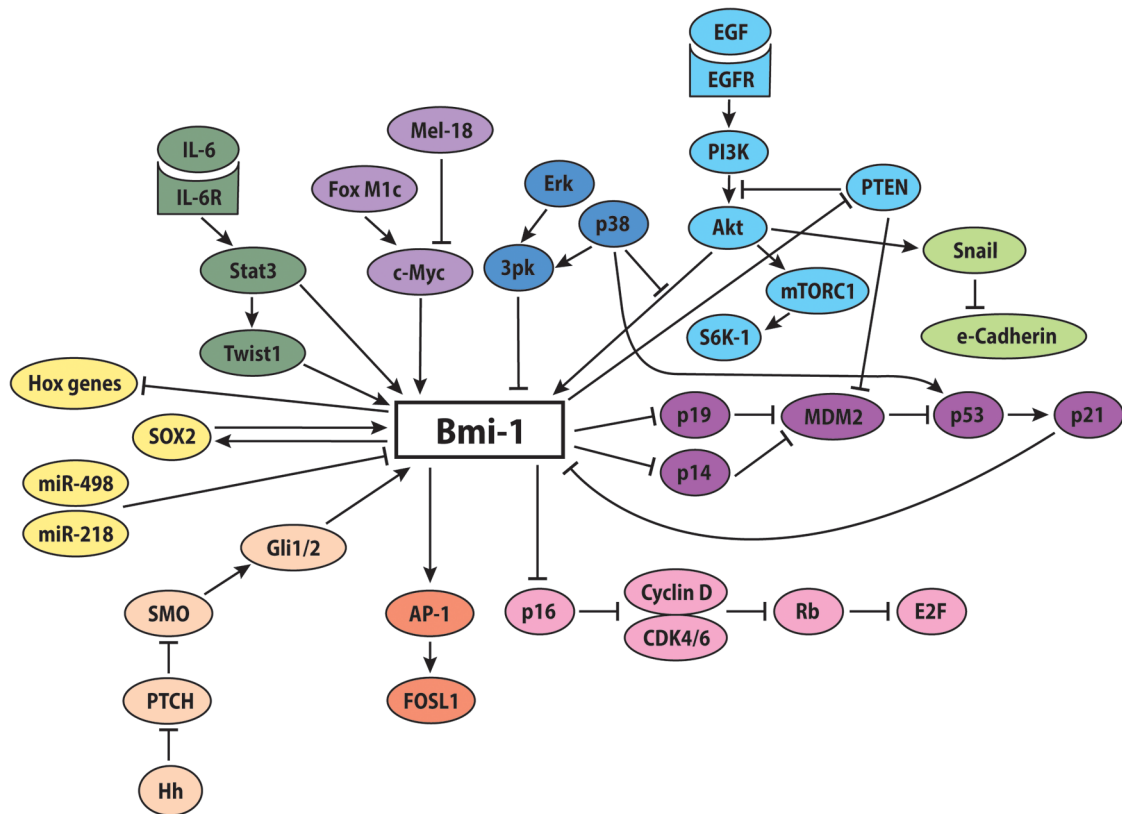 EGF
EGFR
Mel-18
IL-6
PI3K
Fox M1c
Erk
PTEN
IL-6R
p38
Akt
Snail
Stat3
c-Myc
3pk
mTORC1
S6K-1
e-Cadherin
Twist1
Hox genes
p19
MDM2
p53
p21
Bmi-1
SOX2
p14
miR-498
miR-218
Gli1/2
Cyclin D
SMO
AP-1
p16
Rb
E2F
CDK4/6
PTCH
FOSL1
Hh